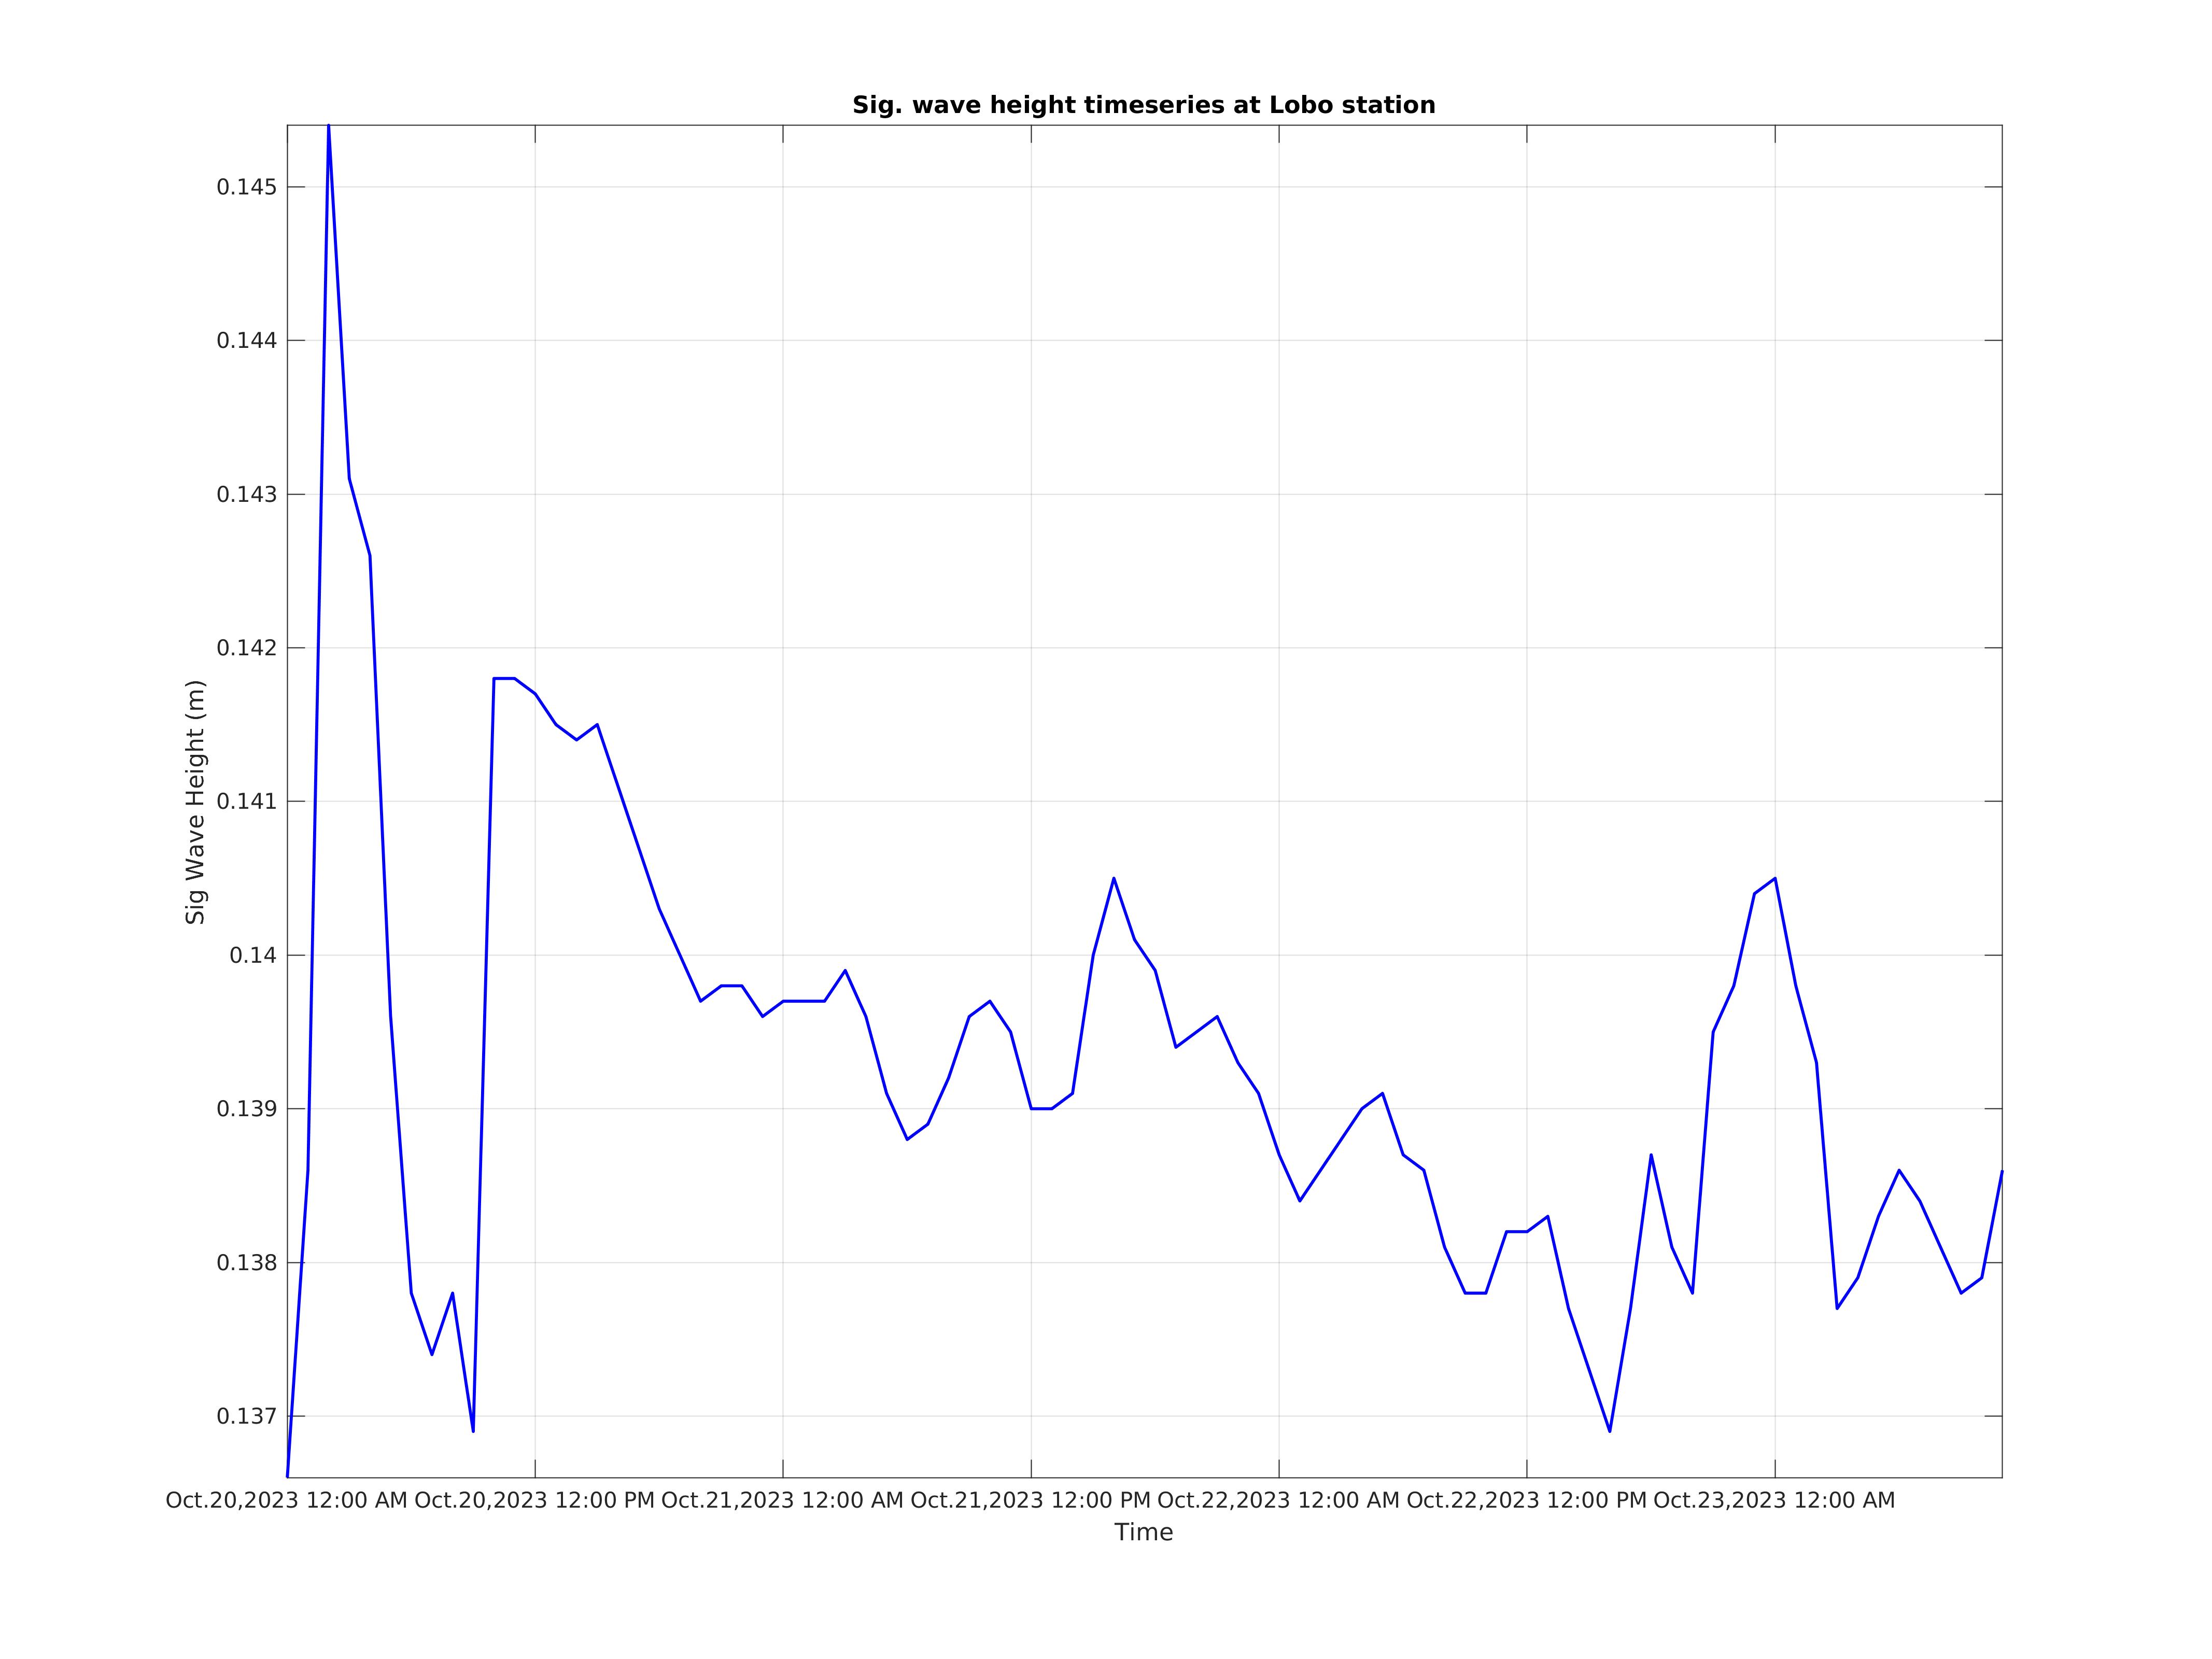 Sig. wave height timeseries at Lobo station
0.145
0.144
0.143
0.142
0.141
0.14
0.139
0.138
0.137
Sig Wave Height (m)
Oct.20,2023 12:00 AM Oct.20,2023 12:00 PM Oct.21,2023 12:00 AM Oct.21,2023 12:00 PM Oct.22,2023 12:00 AM Oct.22,2023 12:00 PM Oct.23,2023 12:00 AM
Time